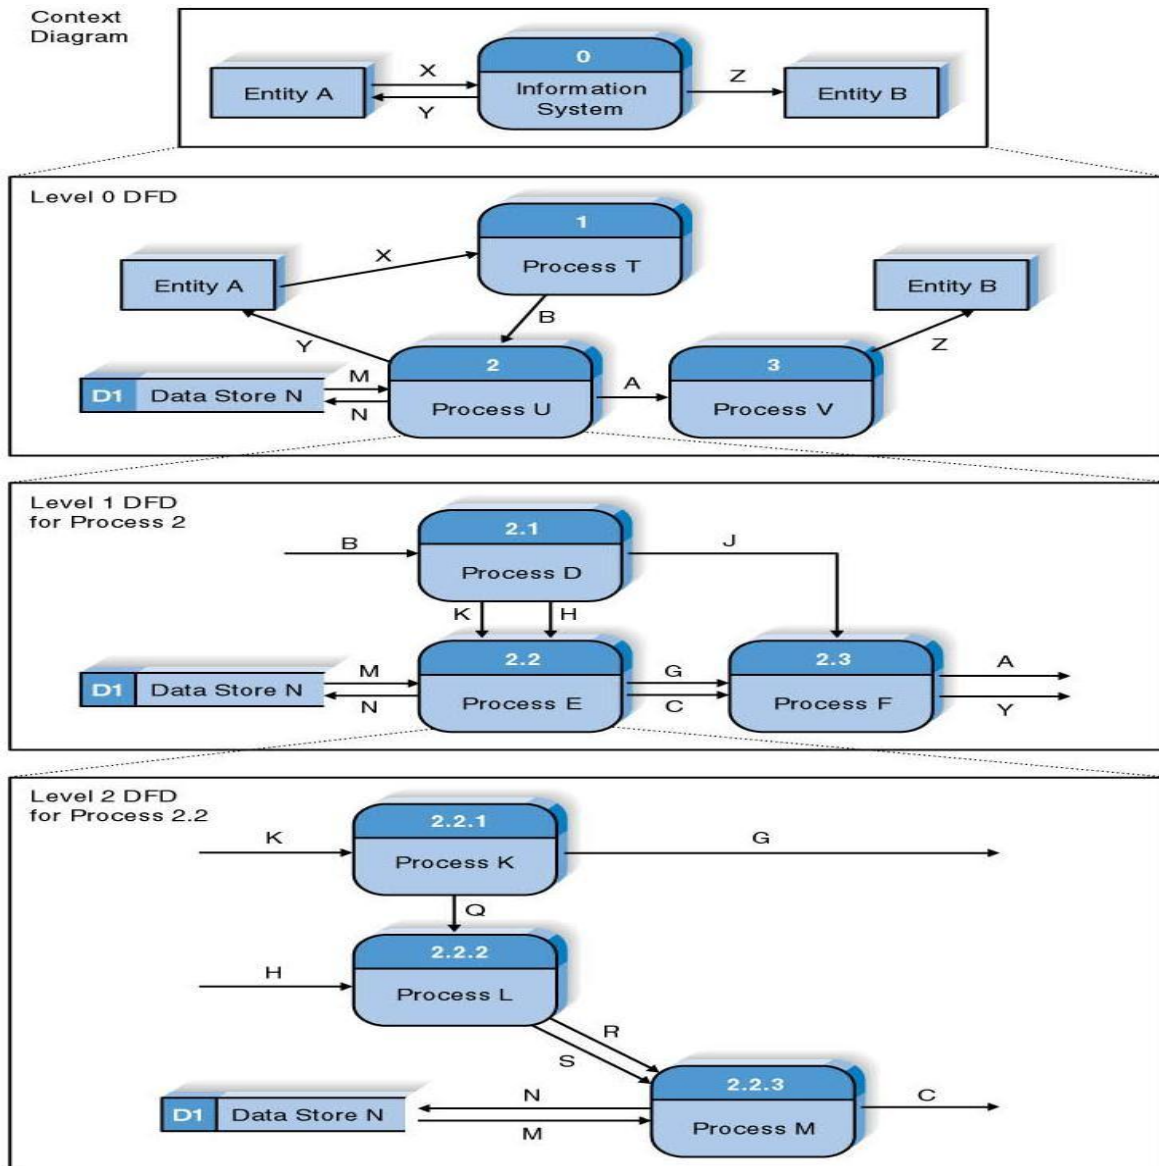 Context
Diagram
0
Entity A
X
Y
Information
System
Z
Entity B
Level 0 DFD
1
Process T
X
Entity A
Entity B
B
Y
Z
2
Process U
3
Process V
M
N
A
D1 Data Store N
Level 1 DFD
for Process 2
2.1
Process D
B
J
K
H
2.2
Process E
2.3
Process F
M
N
G
C
A
Y
D1 Data Store N
Level 2 DFD
for Process 2.2
2.2.1
Process K
K
G
Q
2.2.2
Process L
H
R
S
2.2.3
Process M
N
M
C
D1 Data Store N